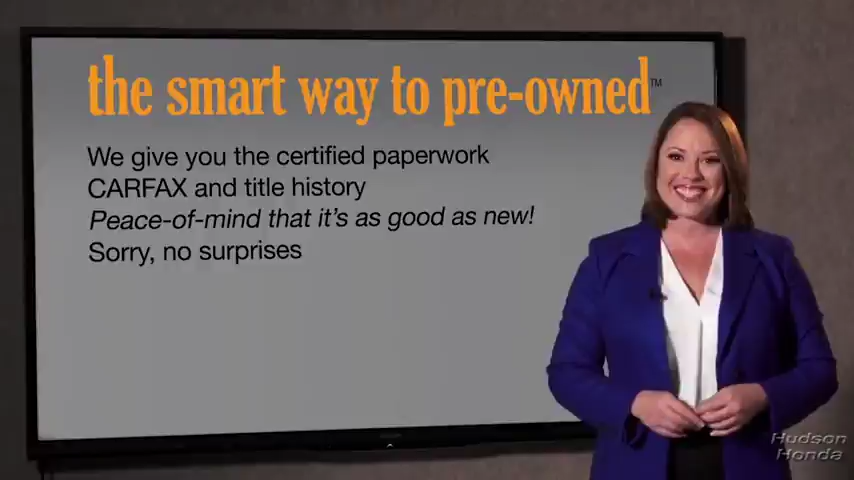 the smart way to pre-owned™
We give you the certified paperwork
CARFAX and title history
Peace-of-mind that it's as good as new!
Sorry, no surprises
Hudson
Honda